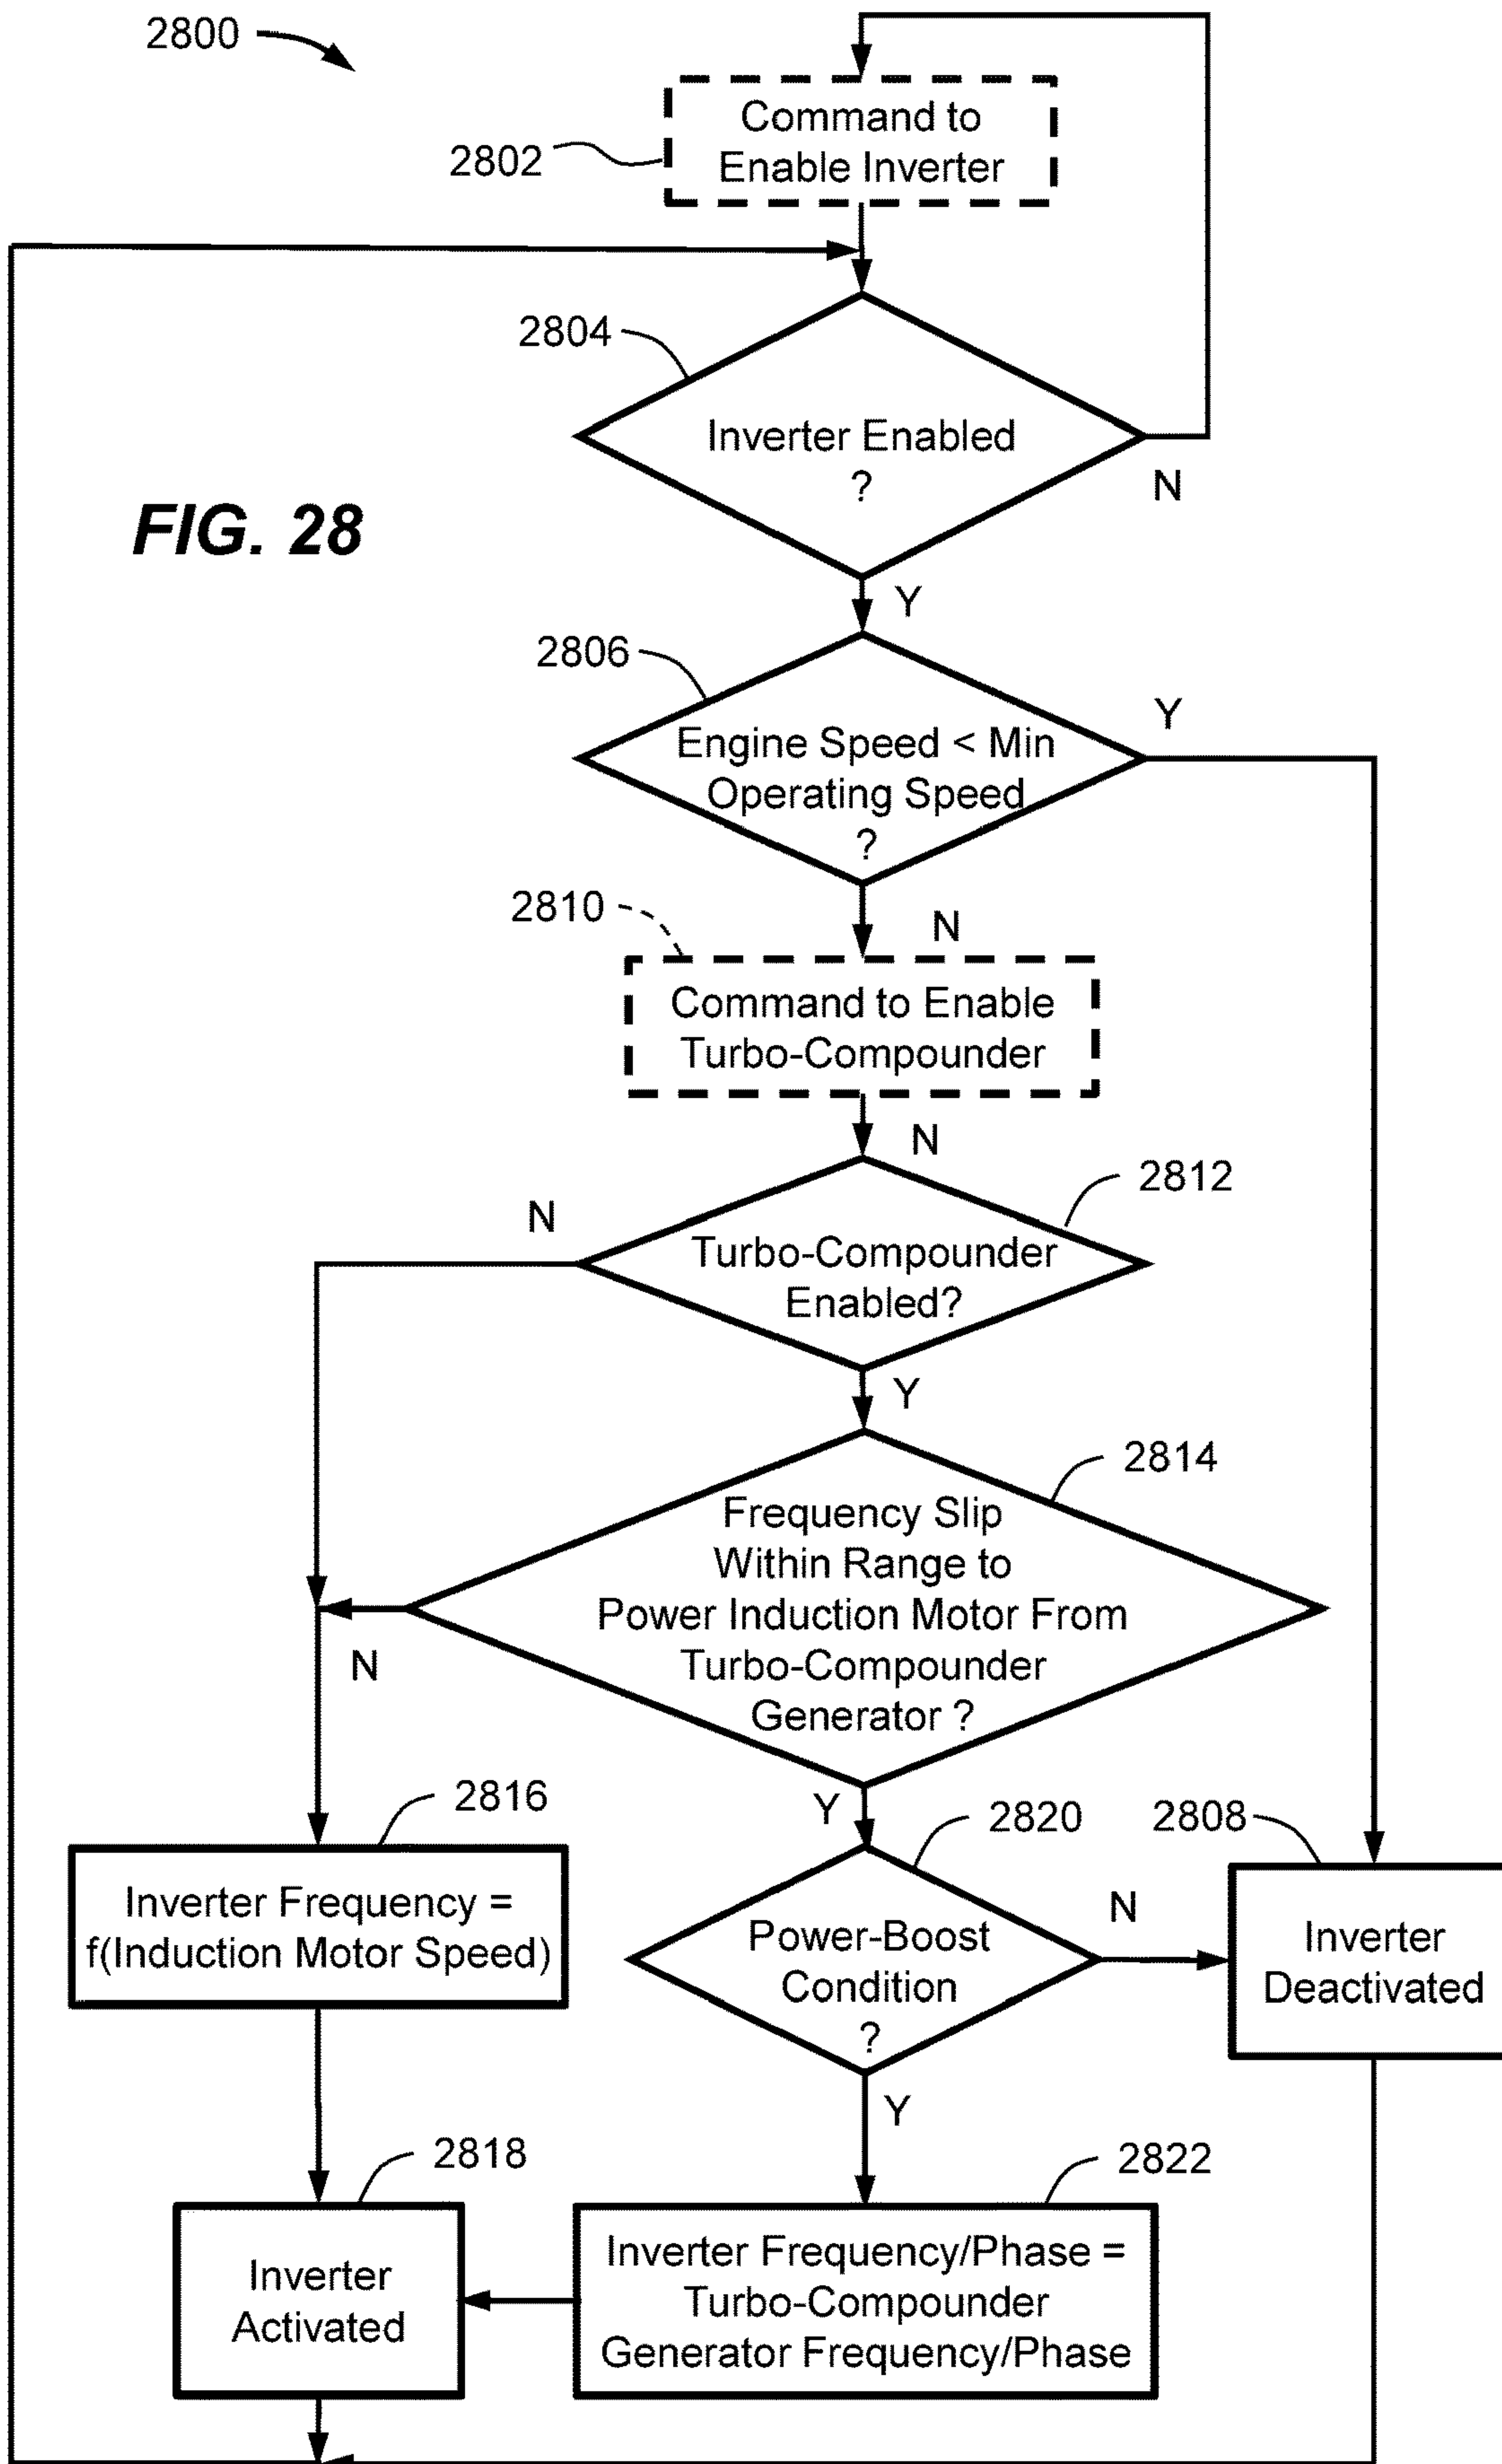 2800
Command to
Enable Inverter
2802
2804
Inverter Enabled
?
N
FIG. 28
Y
2806
Y
Engine Speed < Min
Operating Speed
?
2810
N
Command to Enable
Turbo-Compounder
N
2812
N
Turbo-Compounder
Enabled?
Y
2814
Frequency Slip
Within Range to
Power Induction Motor From
Turbo-Compounder
Generator ?
N
2816
Y
2820
2808
Inverter Frequency =
f(Induction Motor Speed)
Power-Boost
Condition
?
N
Inverter
Deactivated
Y
2818
2822
Inverter
Activated
Inverter Frequency/Phase =
Turbo-Compounder
Generator Frequency/Phase